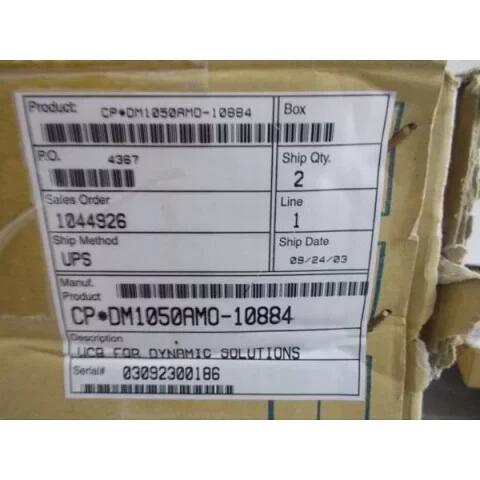 Product: CP*DM1050AMO-10884 Box
P.O. 4367 Ship Qty.
2
Sales Order Line
1044926 1
Ship Method Ship Date
UPS 09/24/03
Manuf.
Product
CP*DM1050AMO-10884
Description
UCB FOR DYNAMIC SOLUTIONS
Serial# 03092300186